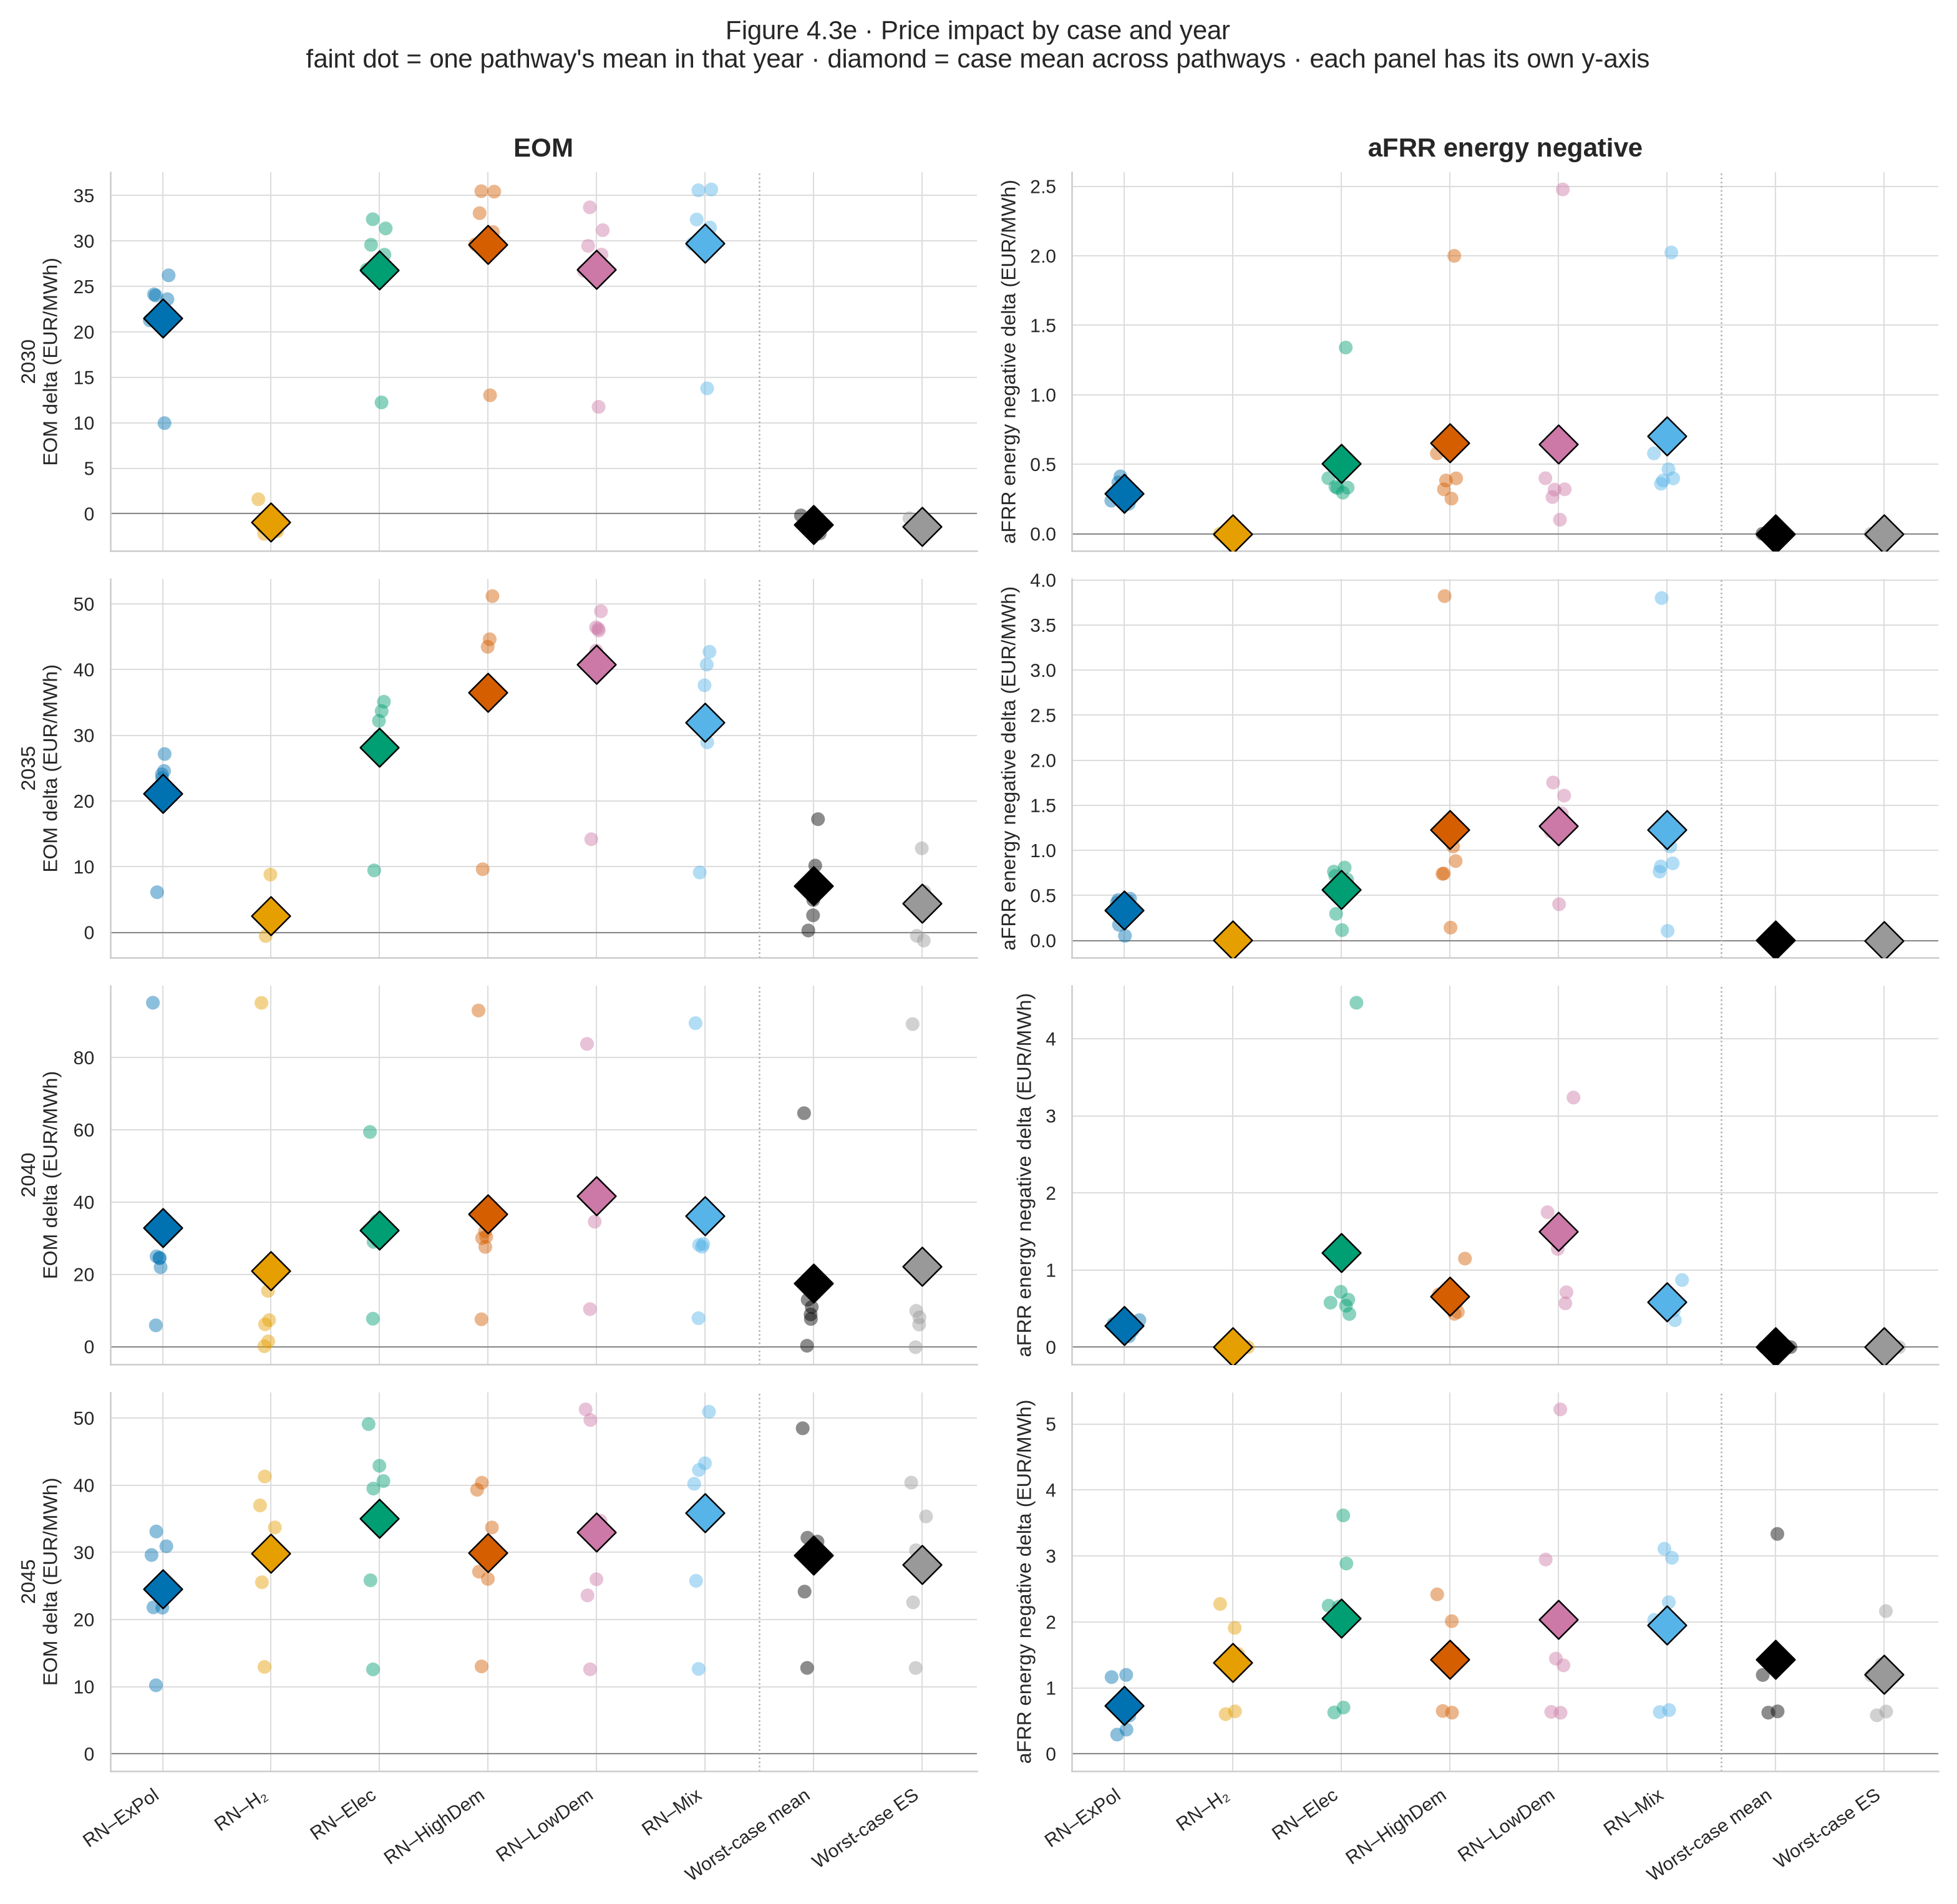 Figure 4.3e · Price impact by case and year
faint dot = one pathway's mean in that year · diamond = case mean across pathways · each panel has its own y-axis
EOM
aFRR energy negative
2030
EOM delta (EUR/MWh)
35
30
25
20
15
10
5
0
aFRR energy negative delta (EUR/MWh)
2.5
2.0
1.5
1.0
0.5
0.0
2035
EOM delta (EUR/MWh)
50
40
30
20
10
0
aFRR energy negative delta (EUR/MWh)
4.0
3.5
3.0
2.5
2.0
1.5
1.0
0.5
0.0
2040
EOM delta (EUR/MWh)
80
60
40
20
0
aFRR energy negative delta (EUR/MWh)
4
3
2
1
0
2045
EOM delta (EUR/MWh)
50
40
30
20
10
0
aFRR energy negative delta (EUR/MWh)
5
4
3
2
1
0
RN–ExPol
RN–H₂
RN–Elec
RN–HighDem
RN–LowDem
RN–Mix
Worst-case mean
Worst-case ES
RN–ExPol
RN–H₂
RN–Elec
RN–HighDem
RN–LowDem
RN–Mix
Worst-case mean
Worst-case ES